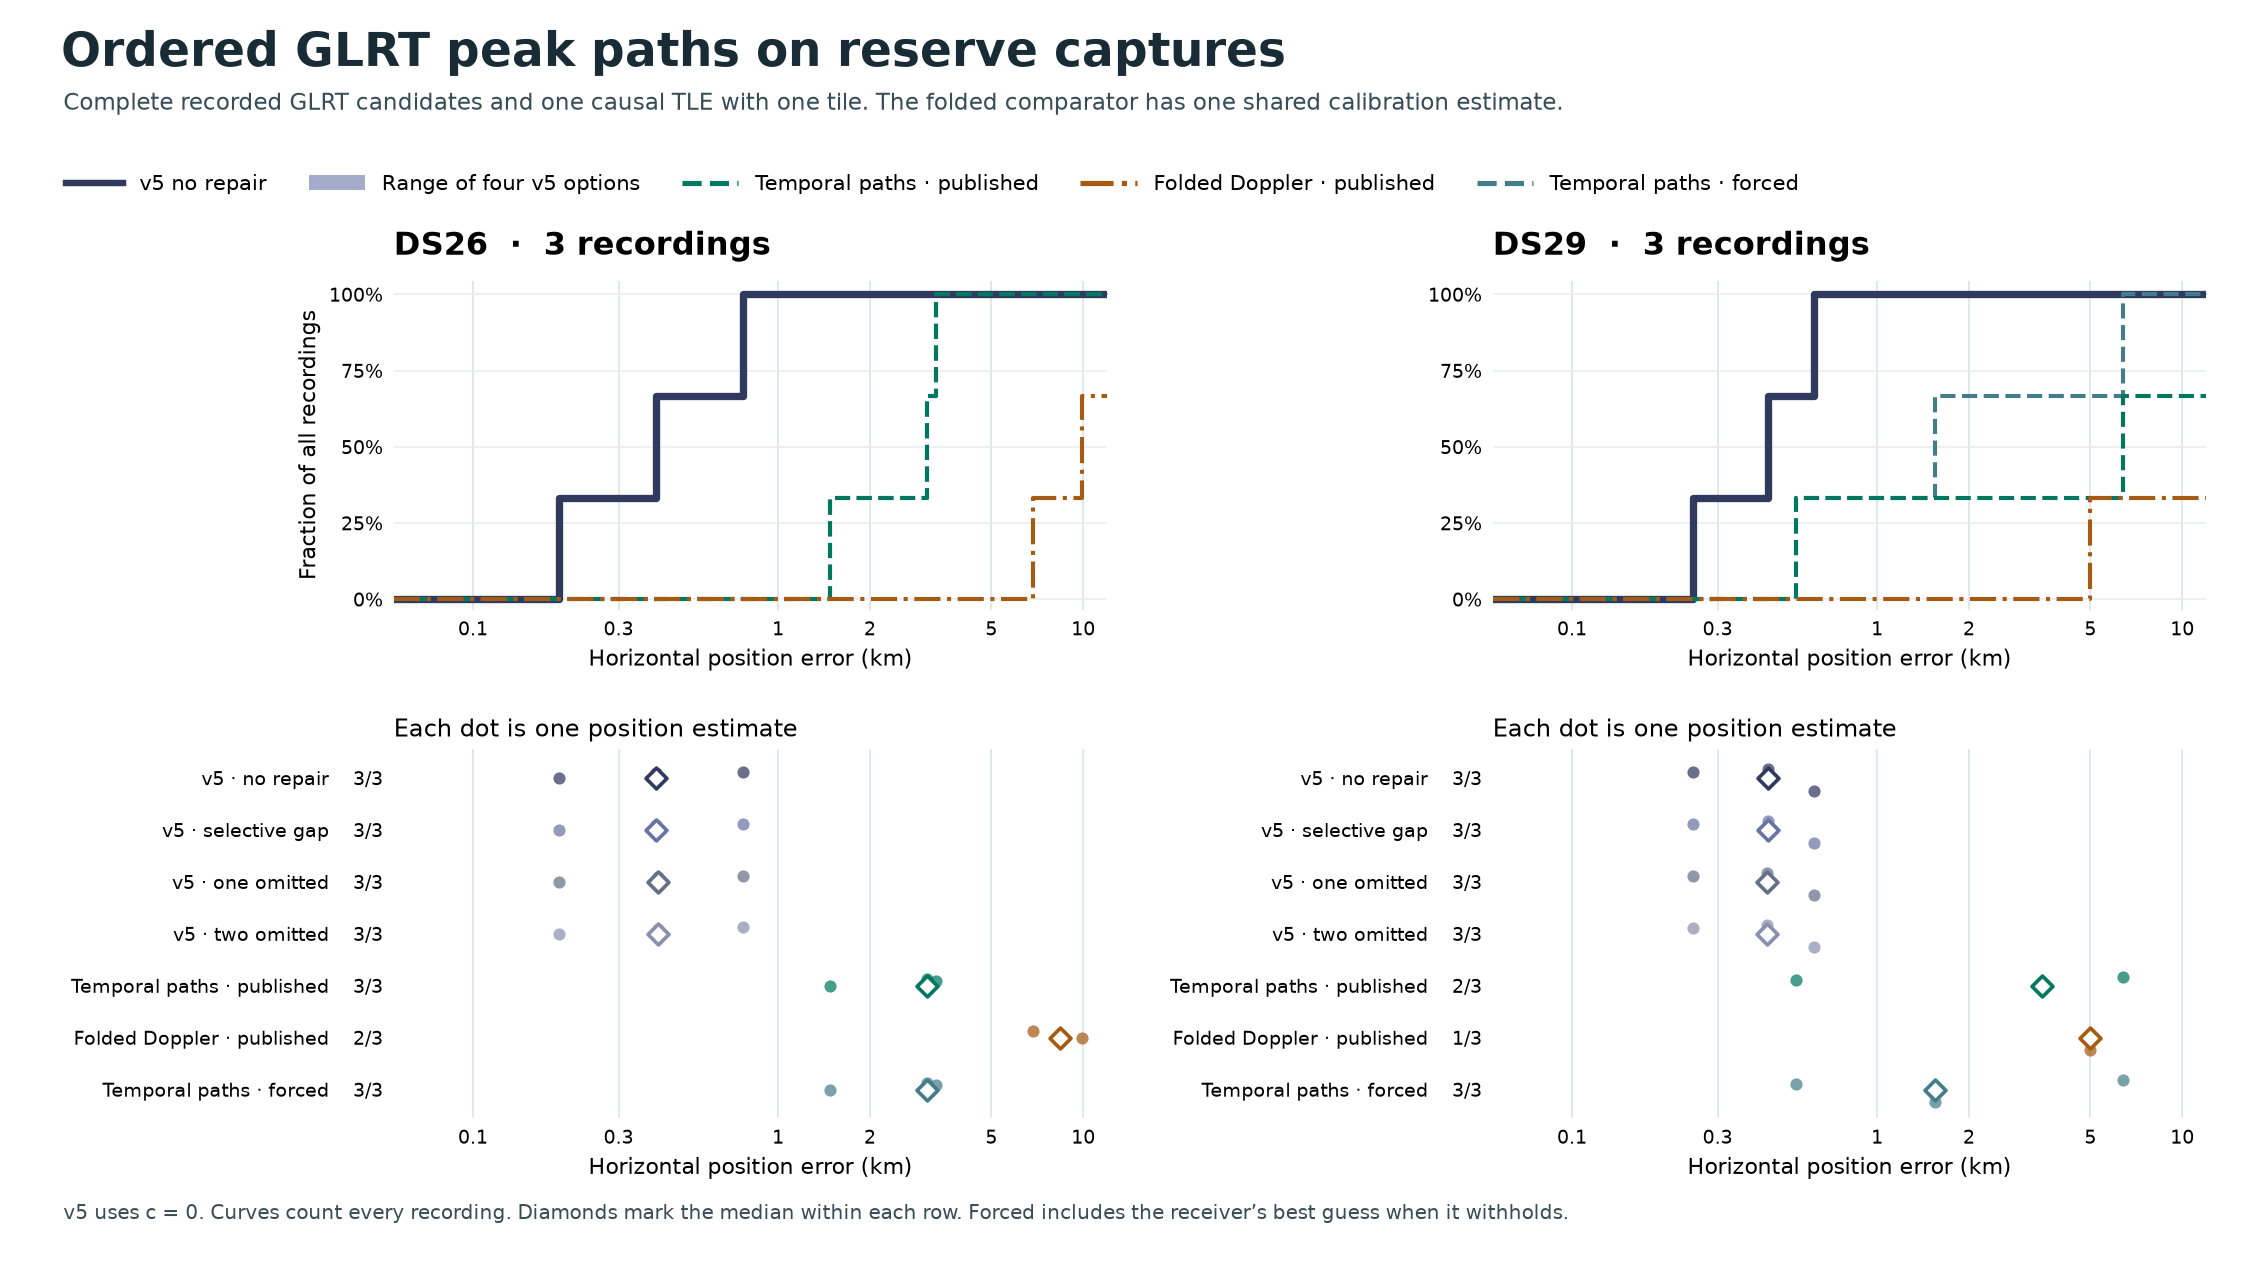 Ordered GLRT peak paths on reserve captures
Complete recorded GLRT candidates and one causal TLE with one tile. The folded comparator has one shared calibration estimate.
v5 no repair
Range of four v5 options
Temporal paths · published
Folded Doppler · published
Temporal paths · forced
DS26 · 3 recordings
Fraction of all recordings
100%
75%
50%
25%
0%
0.1 0.3 1 2 5 10
Horizontal position error (km)
DS29 · 3 recordings
100%
75%
50%
25%
0%
0.1 0.3 1 2 5 10
Horizontal position error (km)
Each dot is one position estimate
v5 · no repair 3/3
v5 · selective gap 3/3
v5 · one omitted 3/3
v5 · two omitted 3/3
Temporal paths · published 3/3
Folded Doppler · published 2/3
Temporal paths · forced 3/3
0.1 0.3 1 2 5 10
Horizontal position error (km)
Each dot is one position estimate
v5 · no repair 3/3
v5 · selective gap 3/3
v5 · one omitted 3/3
v5 · two omitted 3/3
Temporal paths · published 2/3
Folded Doppler · published 1/3
Temporal paths · forced 3/3
0.1 0.3 1 2 5 10
Horizontal position error (km)
v5 uses c = 0. Curves count every recording. Diamonds mark the median within each row. Forced includes the receiver’s best guess when it withholds.